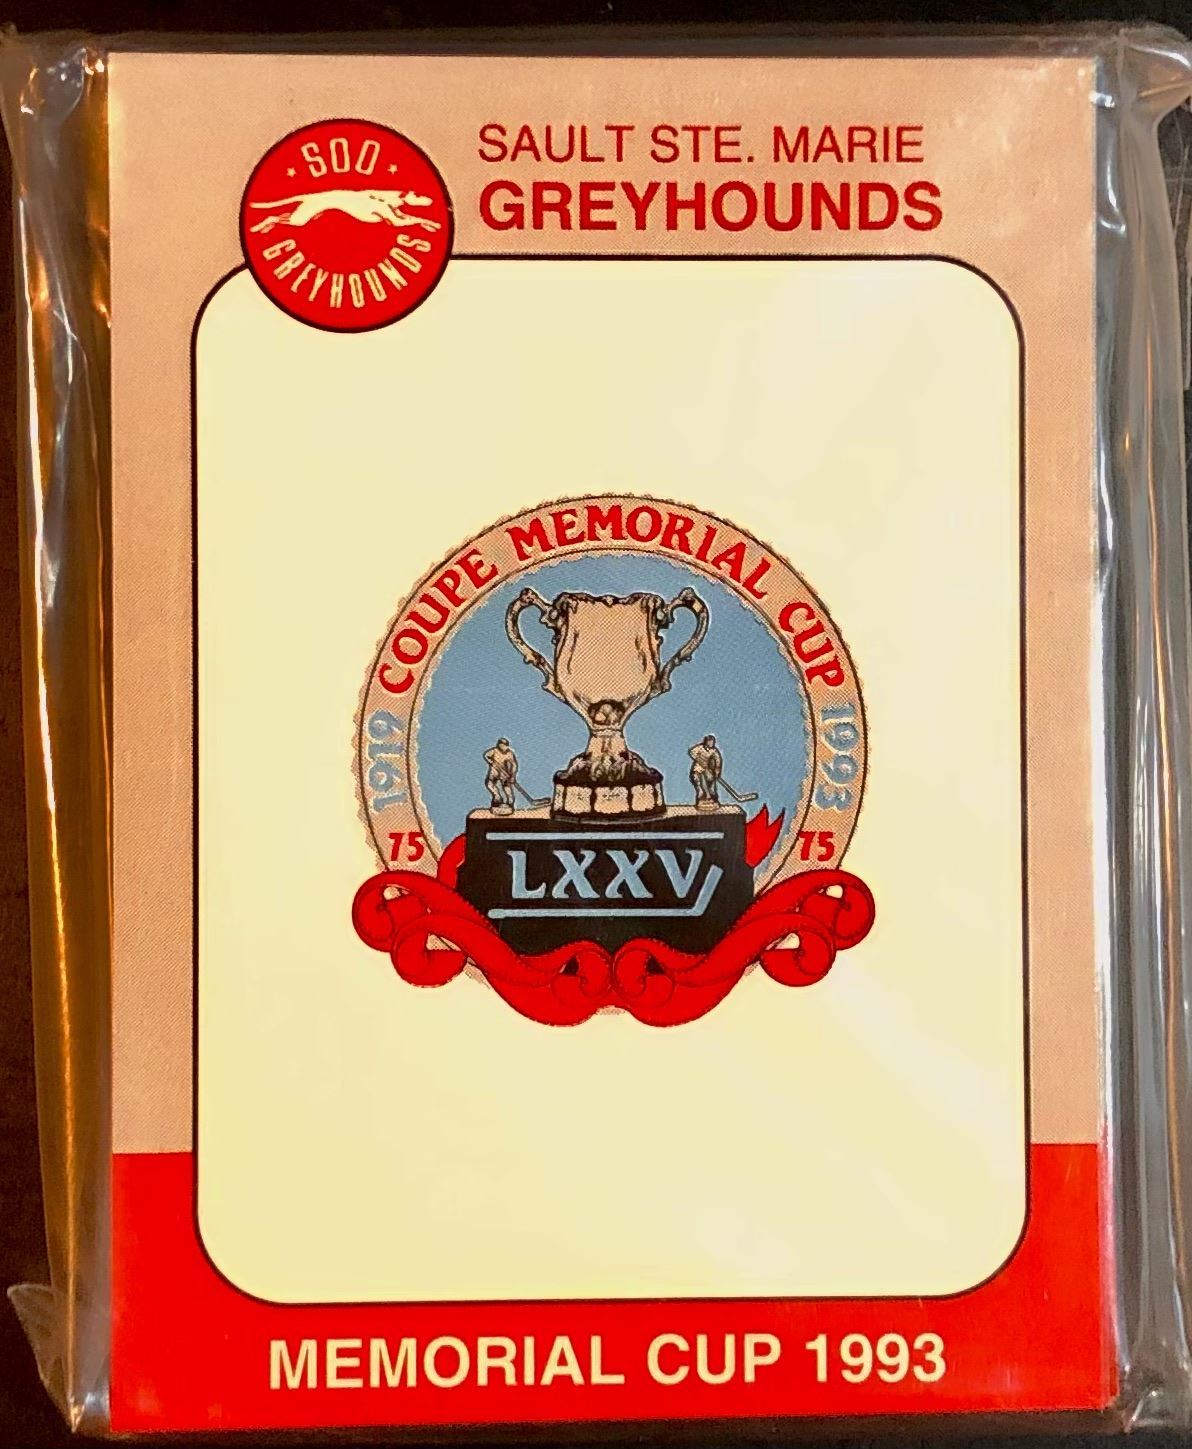 SOO
GREYHOUNDS
SAULT STE. MARIE
GREYHOUNDS
COUPE MEMORIAL CUP
1919
1993
75
75
LXXV
MEMORIAL CUP 1993